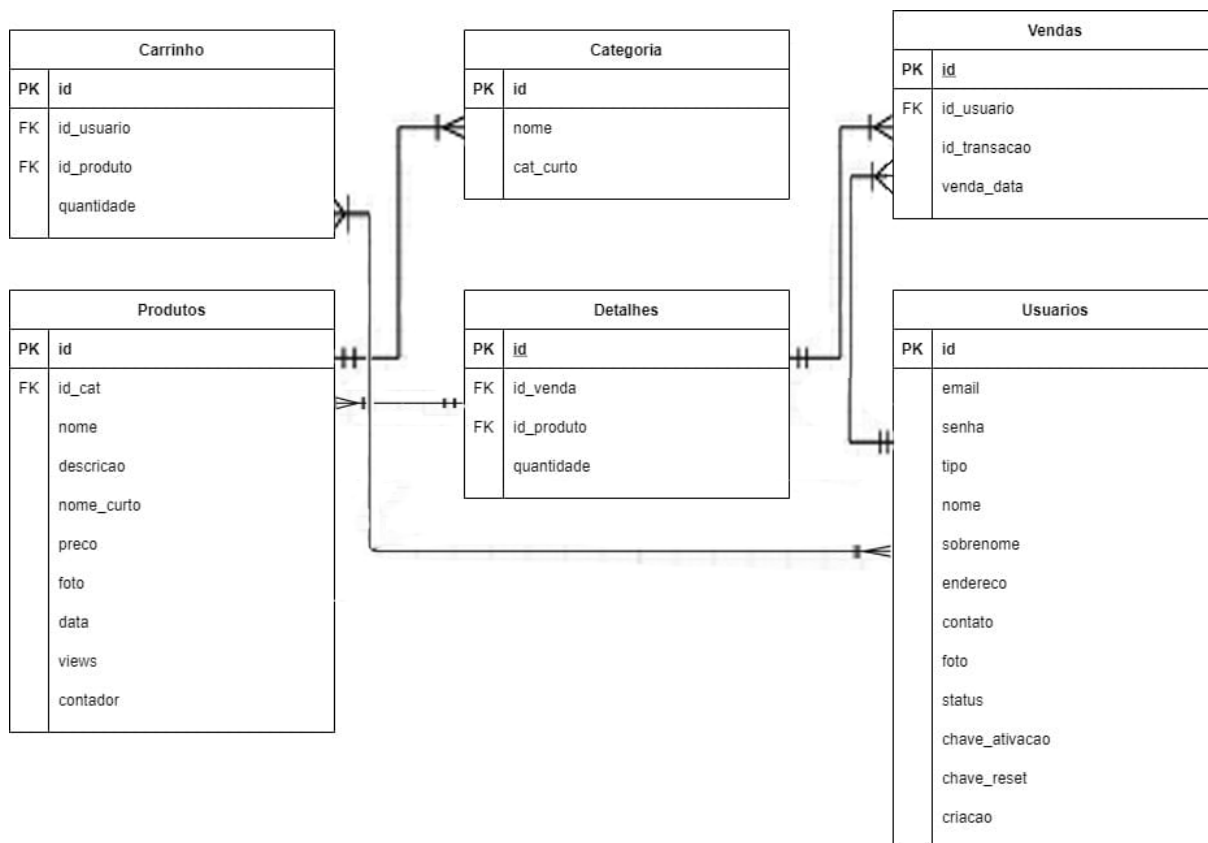 Carrinho
PK id
FK id_usuario
FK id_produto
quantidade
Categoria
PK id
nome
cat_curto
Vendas
PK id
FK id_usuario
id_transacao
venda_data
Produtos
PK id
FK id_cat
nome
descricao
nome_curto
preco
foto
data
views
contador
Detalhes
PK id
FK id_venda
FK id_produto
quantidade
Usuarios
PK id
email
senha
tipo
nome
sobrenome
endereco
contato
foto
status
chave_ativacao
chave_reset
criacao